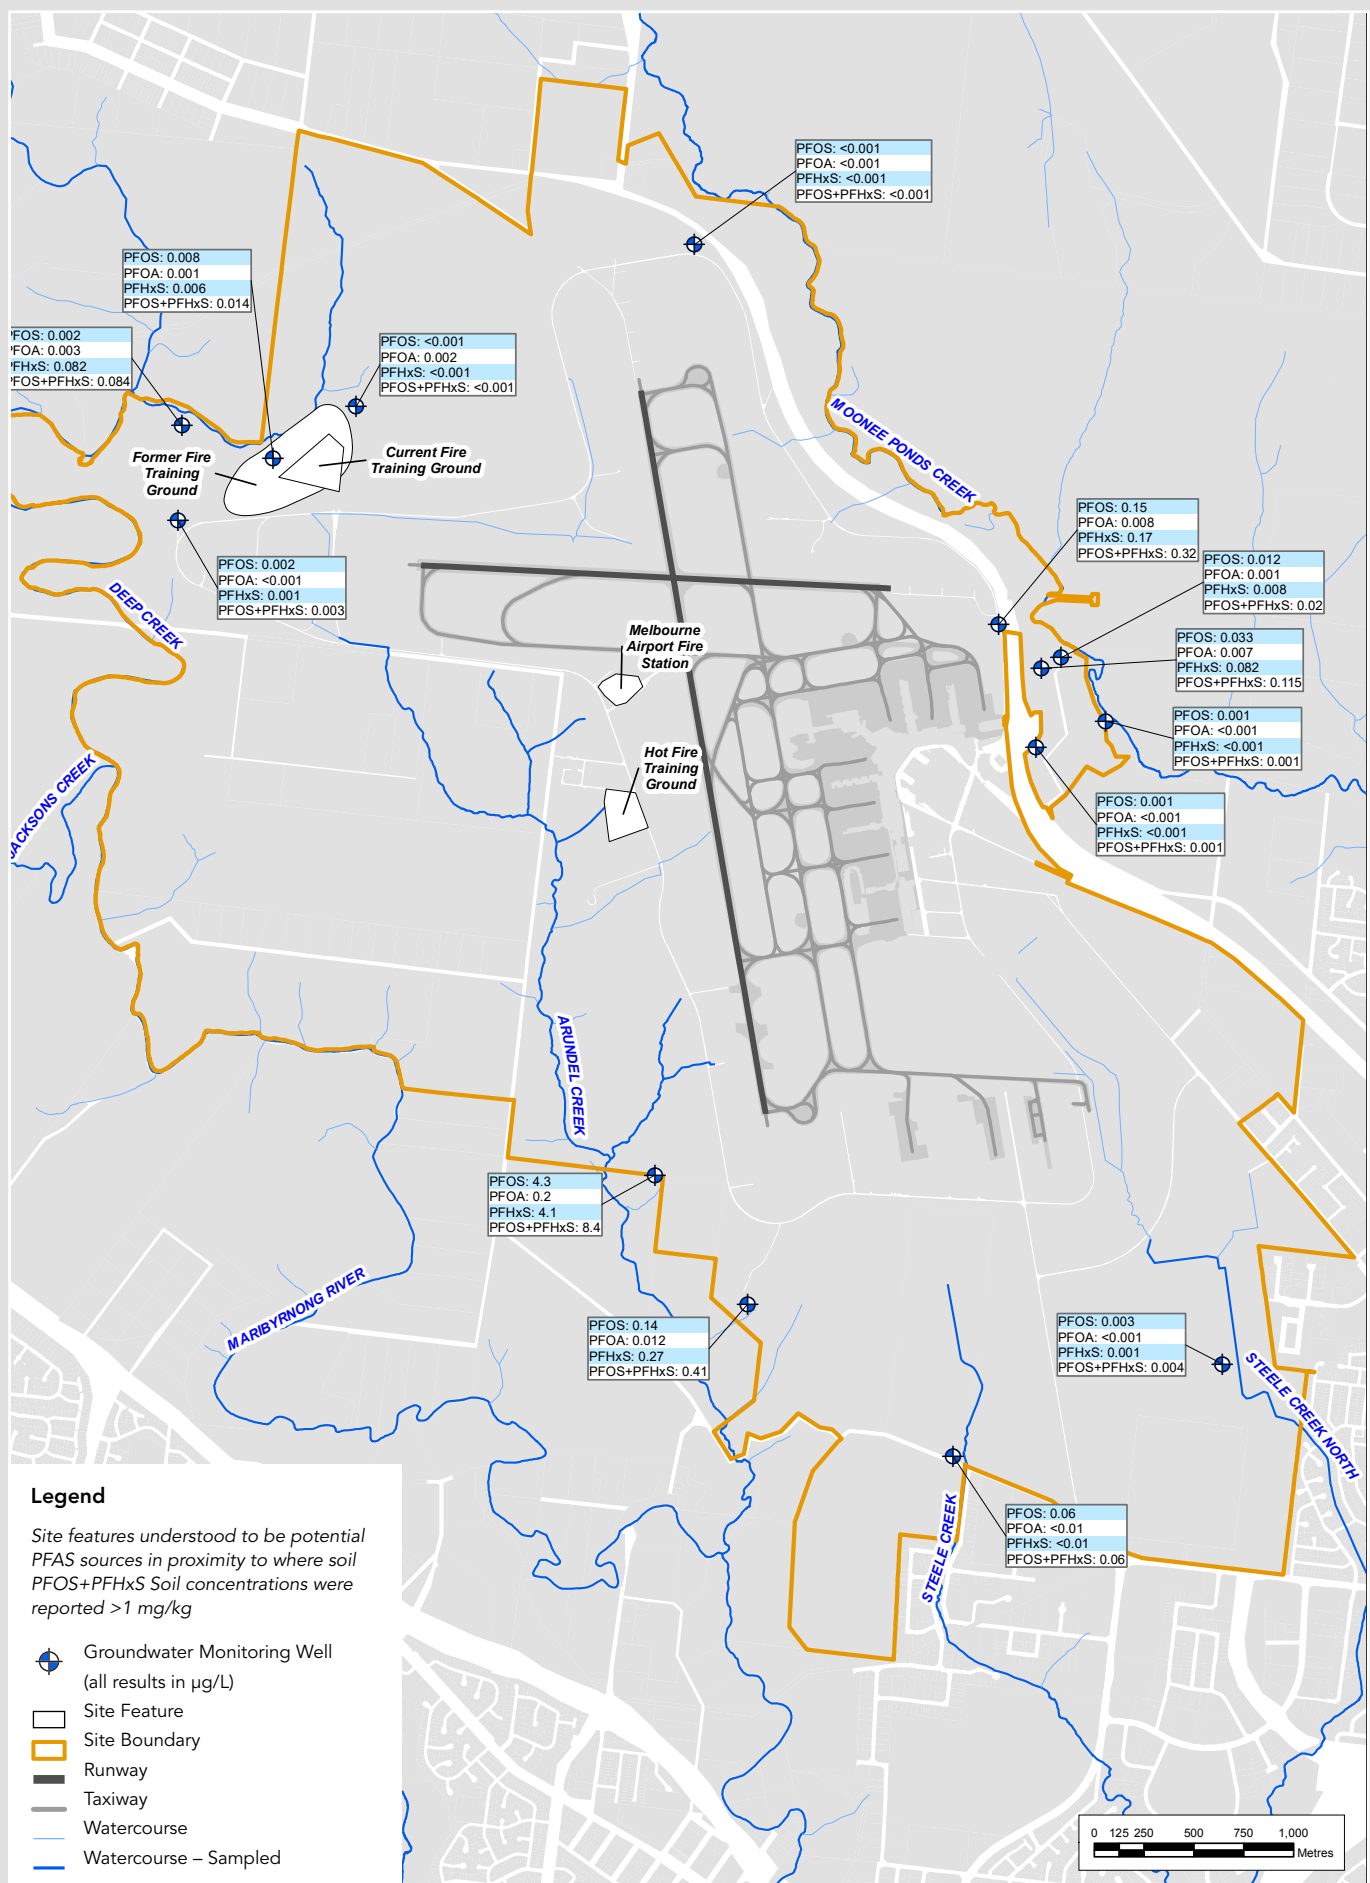 PFOS: <0.001
PFOA: <0.001
PFHxS: <0.001
PFOS+PFHxS: <0.001
PFOS: 0.008
PFOA: 0.001
PFHxS: 0.006
PFOS+PFHxS: 0.014
PFOS: 0.002
PFOA: 0.003
PFHxS: 0.082
PFOS+PFHxS: 0.084
PFOS: <0.001
PFOA: 0.002
PFHxS: <0.001
PFOS+PFHxS: <0.001
Former Fire
Training
Ground
Current Fire
Training Ground
MOONEE PONDS CREEK
PFOS: 0.15
PFOA: 0.008
PFHxS: 0.17
PFOS+PFHxS: 0.32
PFOS: 0.012
PFOA: 0.001
PFHxS: 0.008
PFOS+PFHxS: 0.02
PFOS: 0.002
PFOA: <0.001
PFHxS: 0.001
PFOS+PFHxS: 0.003
DEEP CREEK
Melbourne
Airport Fire
Station
PFOS: 0.033
PFOA: 0.007
PFHxS: 0.082
PFOS+PFHxS: 0.115
PFOS: 0.001
PFOA: <0.001
PFHxS: <0.001
PFOS+PFHxS: 0.001
Hot Fire
Training
Ground
JACKSONS CREEK
PFOS: 0.001
PFOA: <0.001
PFHxS: <0.001
PFOS+PFHxS: 0.001
ARUNDEL CREEK
PFOS: 4.3
PFOA: 0.2
PFHxS: 4.1
PFOS+PFHxS: 8.4
MARIBYRNONG RIVER
PFOS: 0.14
PFOA: 0.012
PFHxS: 0.27
PFOS+PFHxS: 0.41
PFOS: 0.003
PFOA: <0.001
PFHxS: 0.001
PFOS+PFHxS: 0.004
STEELE CREEK NORTH
STEELE CREEK
PFOS: 0.06
PFOA: <0.01
PFHxS: <0.01
PFOS+PFHxS: 0.06
Legend
Site features understood to be potential
PFAS sources in proximity to where soil
PFOS+PFHxS Soil concentrations were
reported >1 mg/kg
Groundwater Monitoring Well
(all results in μg/L)
Site Feature
Site Boundary
Runway
Taxiway
Watercourse
Watercourse – Sampled
0 125 250 500 750 1,000
Metres